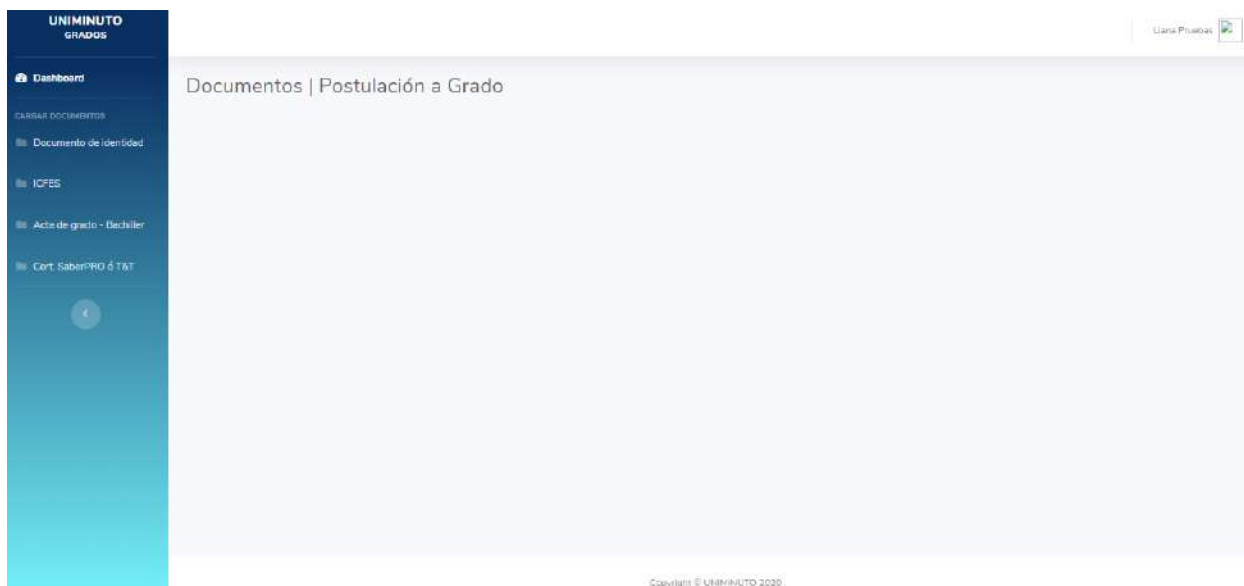 UNIMINUTO
GRADOS
Dashboard
CARGAR DOCUMENTOS
Documento de identidad
ICFES
Acta de grado - Bachiller
Cert. SaberPRO ó T&T
Pruebas
Documentos | Postulación a Grado
Copyright © UNIMINUTO 2020